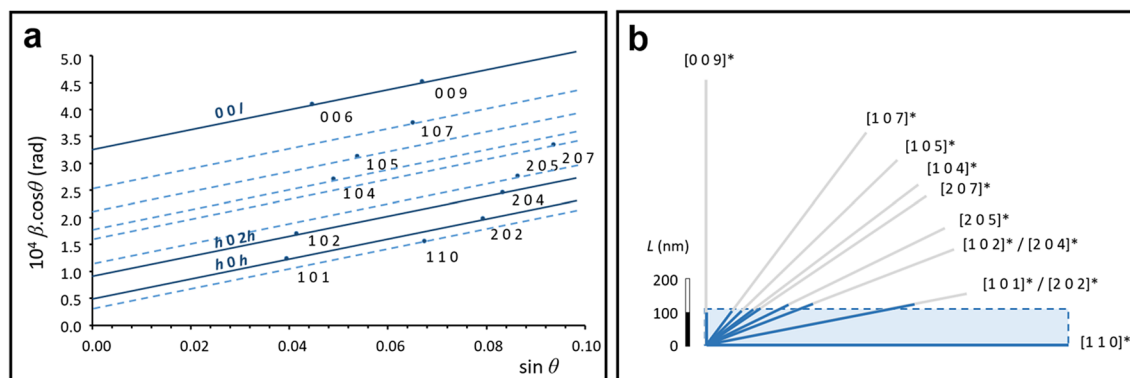 a
10⁴ β.cosθ (rad)
5.0
4.5
4.0
3.5
3.0
2.5
2.0
1.5
1.0
0.5
0.0
0 0 l
0 0 9
0 0 6
1 0 7
1 0 5
2 0 5
2 0 7
1 0 4
2 0 4
h 0 2h
1 0 2
2 0 2
h 0 h
1 1 0
1 0 1
0.00
0.02
0.04
0.06
0.08
0.10
sin θ
b
[0 0 9]*
[1 0 7]*
[1 0 5]*
[1 0 4]*
[2 0 7]*
[2 0 5]*
[1 0 2]* / [2 0 4]*
[1 0 1]* / [2 0 2]*
[1 1 0]*
L (nm)
200
100
0